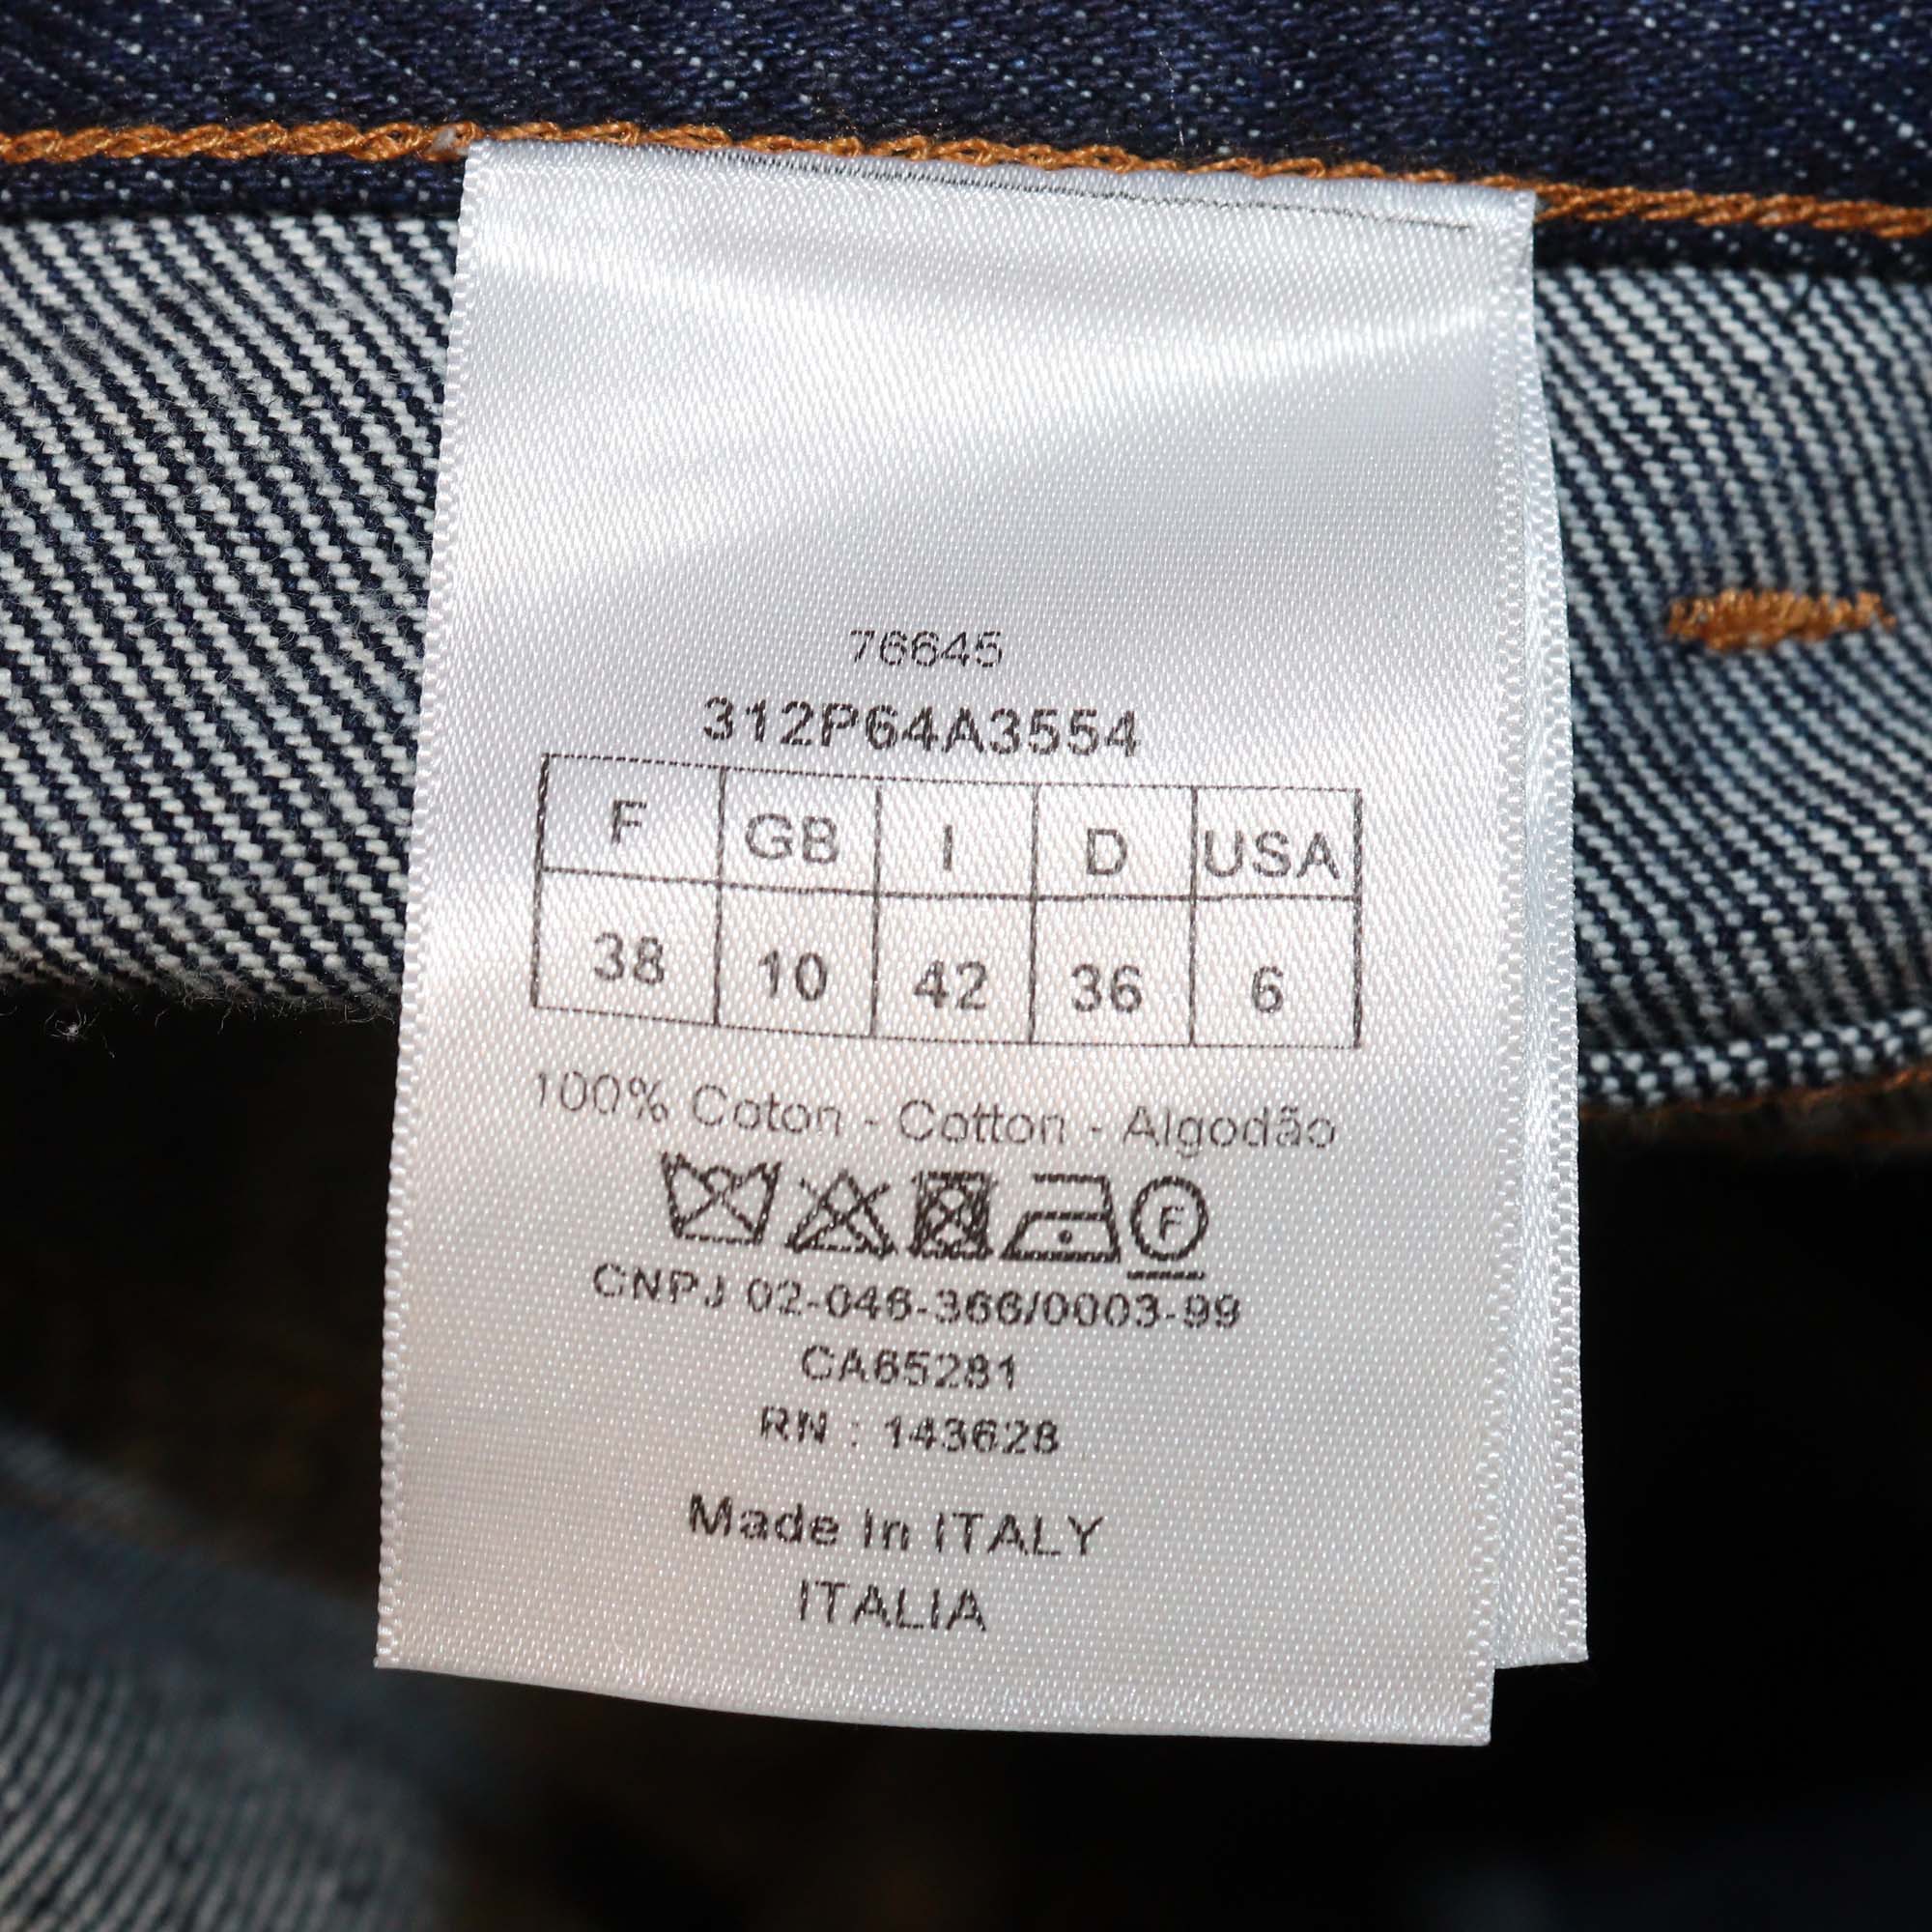 76645
312P64A3554
F GB I D USA
38 10 42 36 6
100% Coton - Cotton - Algodão
F
CNPJ 02-046-366/0003-99
CA65281
RN : 143628
Made In ITALY
ITALIA